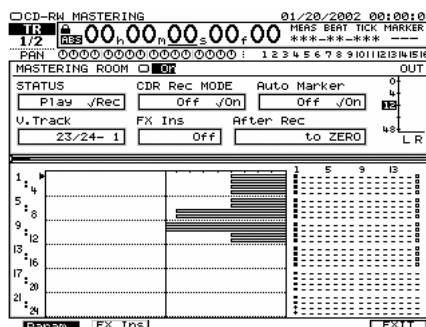 CD-RW MASTERING 01/20/2002 00:00:0
TR 1/2 ABS 00h00m00s00f00 MEAS BEAT TICK MARKER
***-**-*** ---
PAN 1 2 3 4 5 6 7 8 9 10 11 12 13 14 15 16
MASTERING ROOM On OUT
STATUS CDR Rec MODE Auto Marker
Play √Rec Off √On Off √On
V.Track FX Ins After Rec
23/24- 1 Off to ZERO
0
4
12
48
L R
1 5 9 13
1:4
5:8
9:12
13:16
17:20
21:24
Param FX Ins EXIT